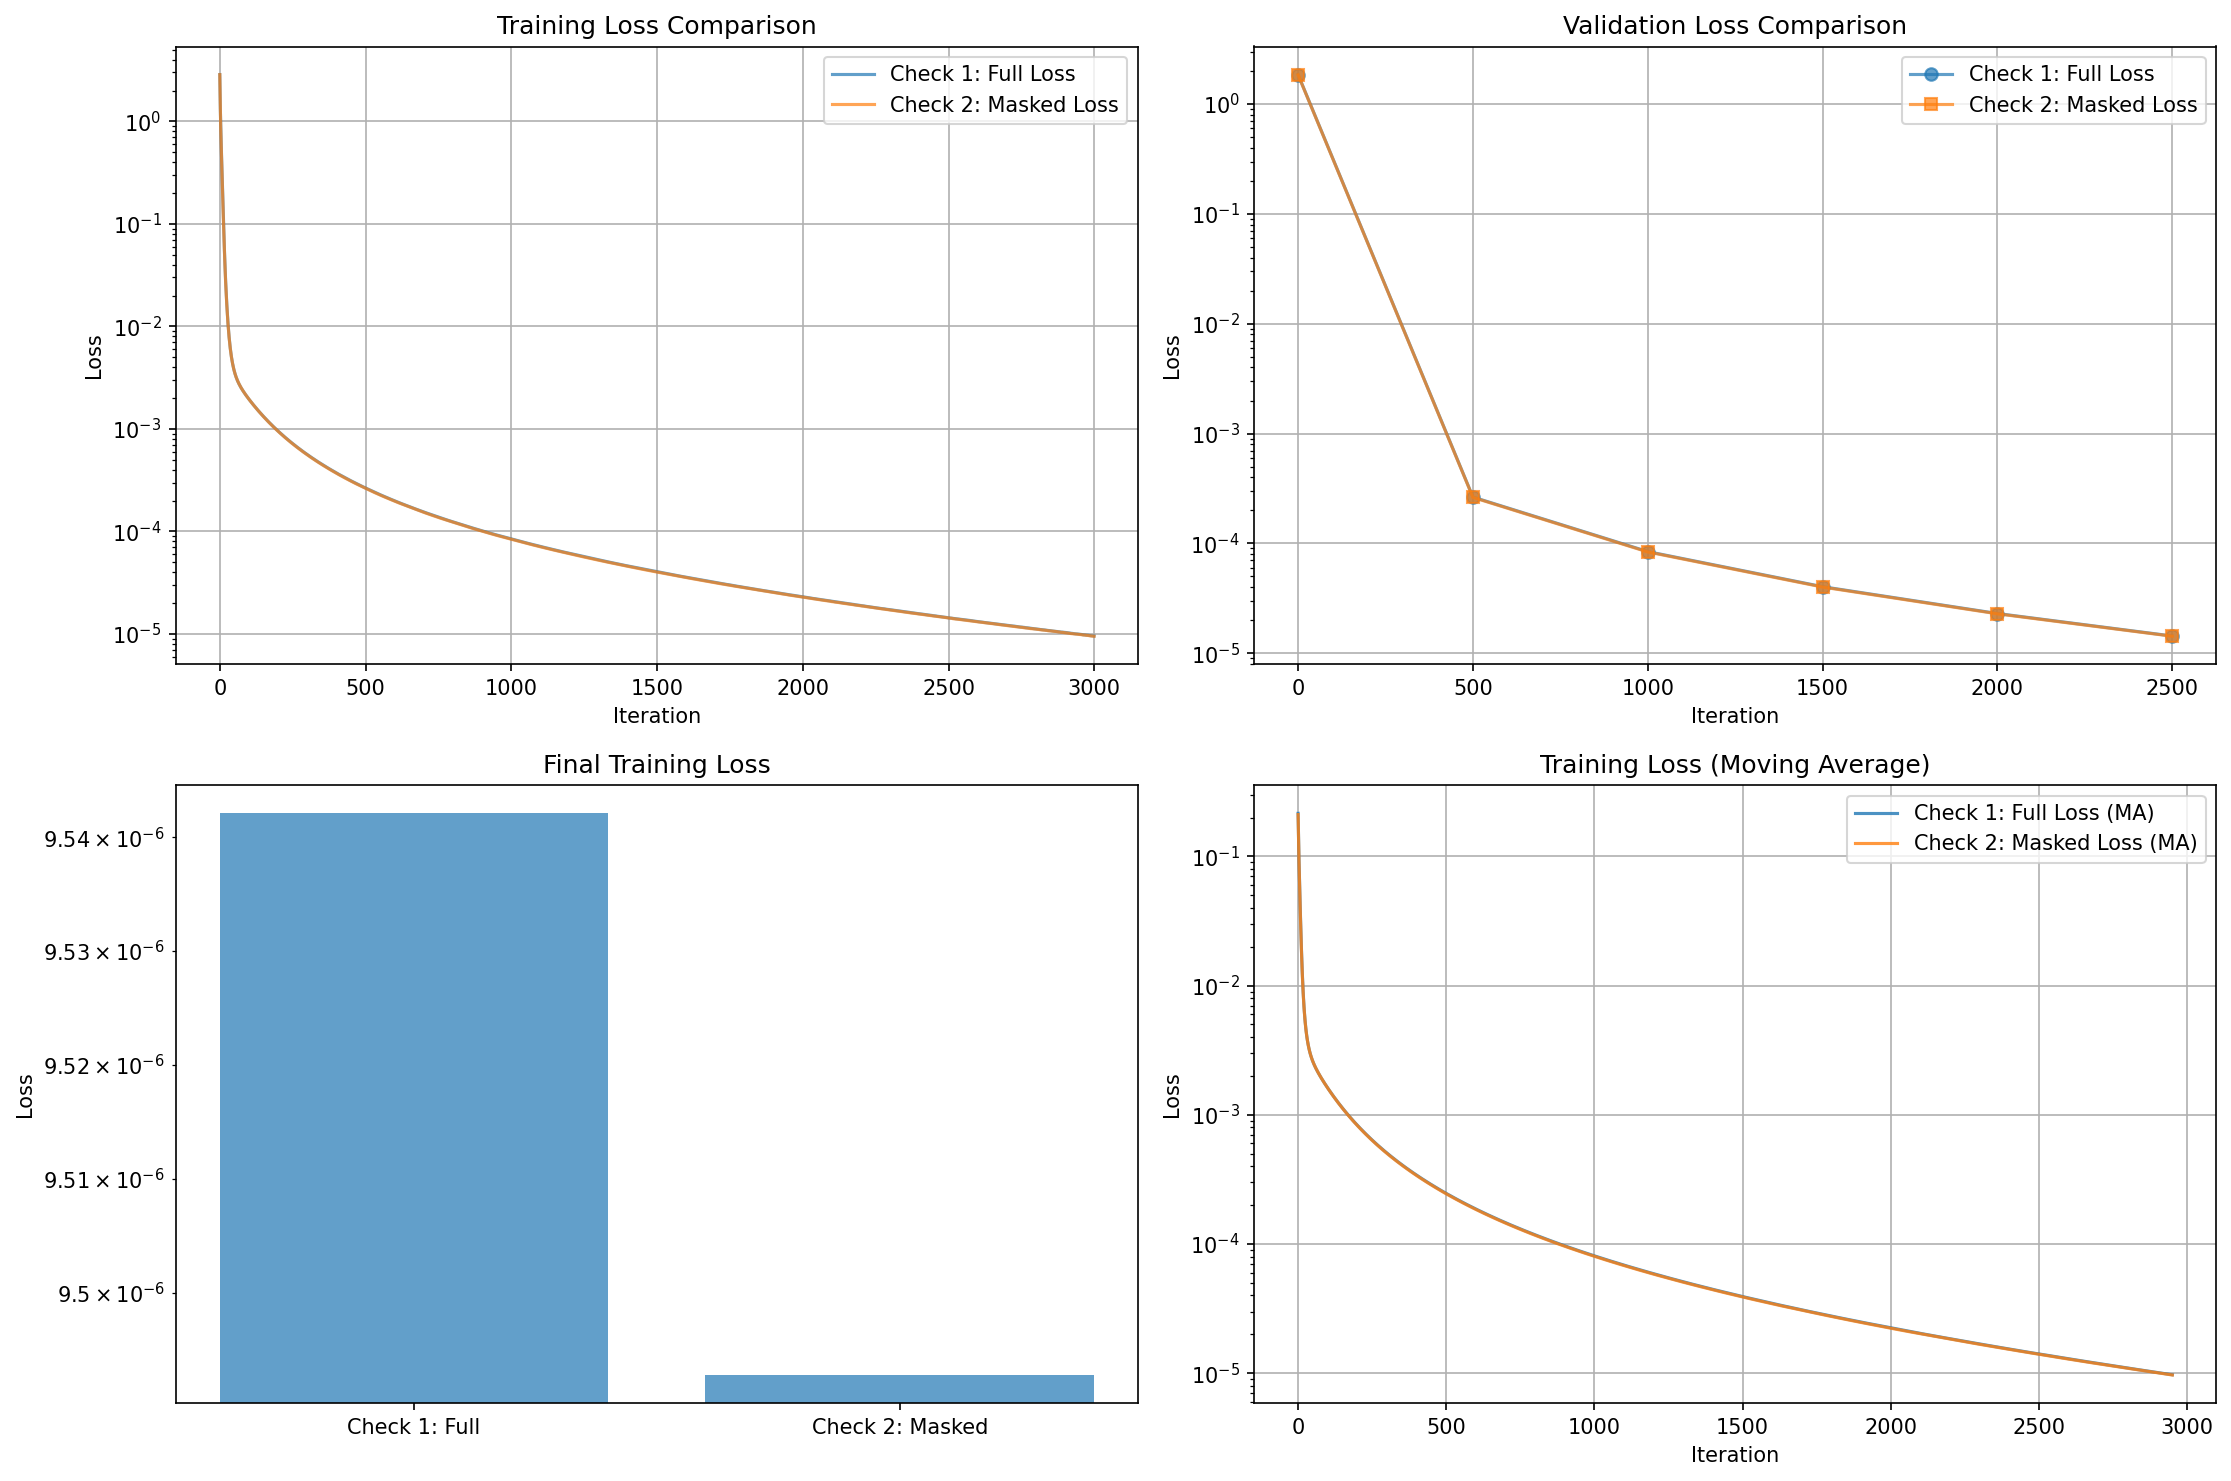 Training Loss Comparison
Check 1: Full Loss
Check 2: Masked Loss
10⁰
10⁻¹
10⁻²
10⁻³
10⁻⁴
10⁻⁵
Loss
0 500 1000 1500 2000 2500 3000
Iteration
Validation Loss Comparison
Check 1: Full Loss
Check 2: Masked Loss
10⁰
10⁻¹
10⁻²
10⁻³
10⁻⁴
10⁻⁵
Loss
0 500 1000 1500 2000 2500
Iteration
Final Training Loss
9.54 × 10⁻⁶
9.53 × 10⁻⁶
9.52 × 10⁻⁶
9.51 × 10⁻⁶
9.5 × 10⁻⁶
Loss
Check 1: Full Check 2: Masked
Training Loss (Moving Average)
Check 1: Full Loss (MA)
Check 2: Masked Loss (MA)
10⁻¹
10⁻²
10⁻³
10⁻⁴
10⁻⁵
Loss
0 500 1000 1500 2000 2500 3000
Iteration